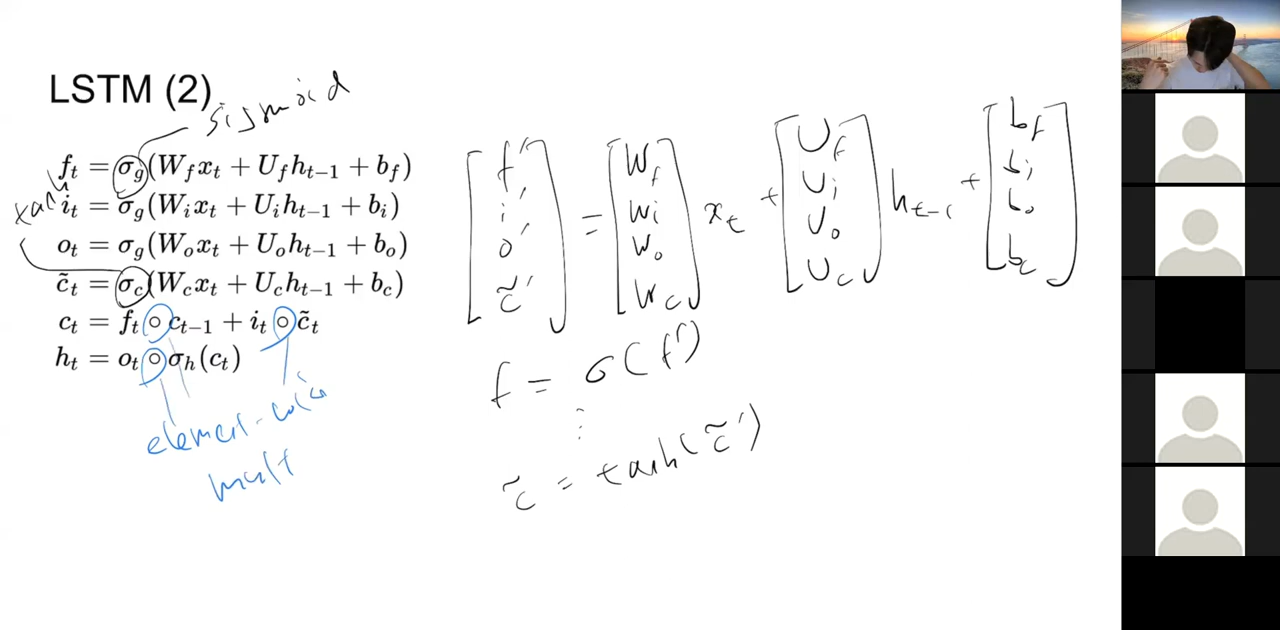 LSTM (2)
sigmoid
f_t = σ_g(W_f x_t + U_f h_{t−1} + b_f)
i_t = σ_g(W_i x_t + U_i h_{t−1} + b_i)
o_t = σ_g(W_o x_t + U_o h_{t−1} + b_o)
c̃_t = σ_c(W_c x_t + U_c h_{t−1} + b_c)
c_t = f_t ∘ c_{t−1} + i_t ∘ c̃_t
h_t = o_t ∘ σ_h(c_t)
element-wise
mult
[f' i' o' c̃'] = [W_f W_i W_o W_c] x_t + [U_f U_i U_o U_c] h_{t-1} + [b_f b_i b_o b_c]
f = σ(f')
⋮
c̃ = tanh(c̃')